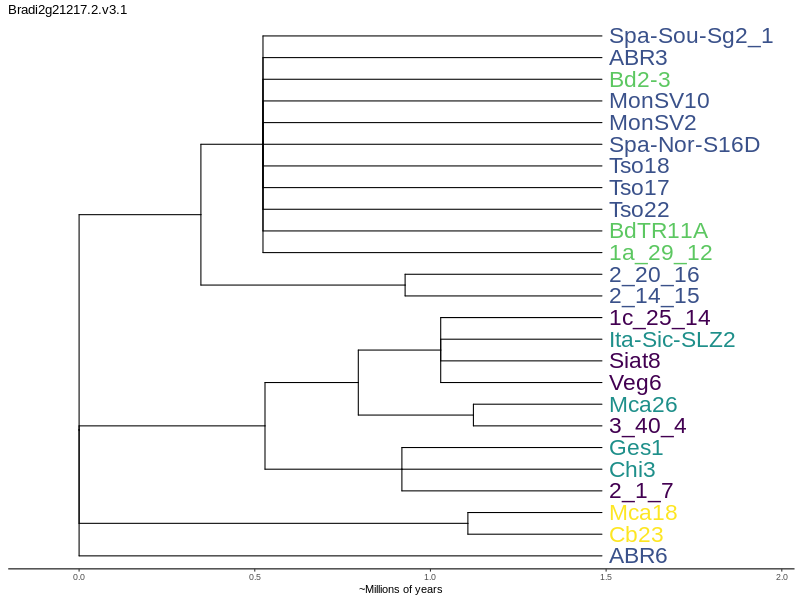 Bradi2g21217.2.v3.1
Spa-Sou-Sg2_1
ABR3
Bd2-3
MonSV10
MonSV2
Spa-Nor-S16D
Tso18
Tso17
Tso22
BdTR11A
1a_29_12
2_20_16
2_14_15
1c_25_14
Ita-Sic-SLZ2
Siat8
Veg6
Mca26
3_40_4
Ges1
Chi3
2_1_7
Mca18
Cb23
ABR6
0.0 0.5 1.0 1.5 2.0
~Millions of years